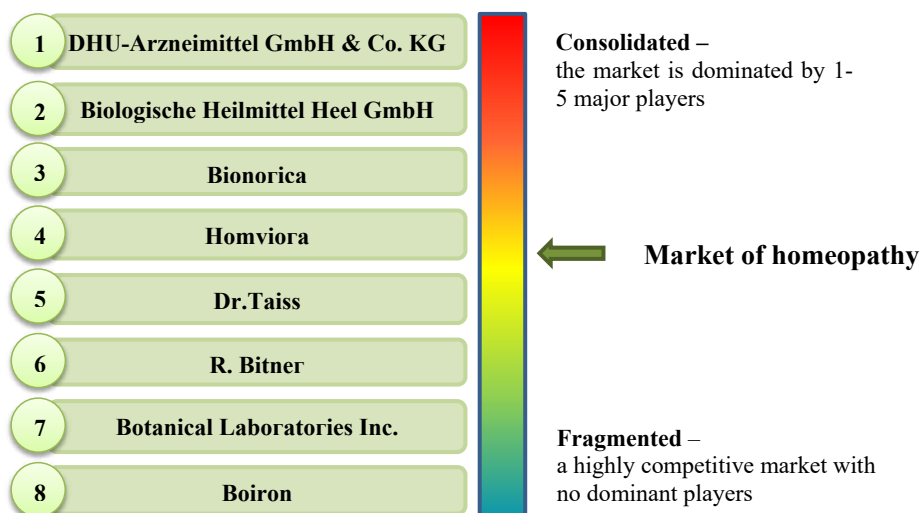 1 DHU-Arzneimittel GmbH & Co. KG
2 Biologische Heilmittel Heel GmbH
3 Bionoгica
4 Homvioгa
5 Dr.Taiss
6 R. Bitneг
7 Botanical Laboгatoгies Inc.
8 Boiron
Consolidated –
the market is dominated by 1-
5 major players
Market of homeopathy
Fragmented –
a highly competitive market with
no dominant players